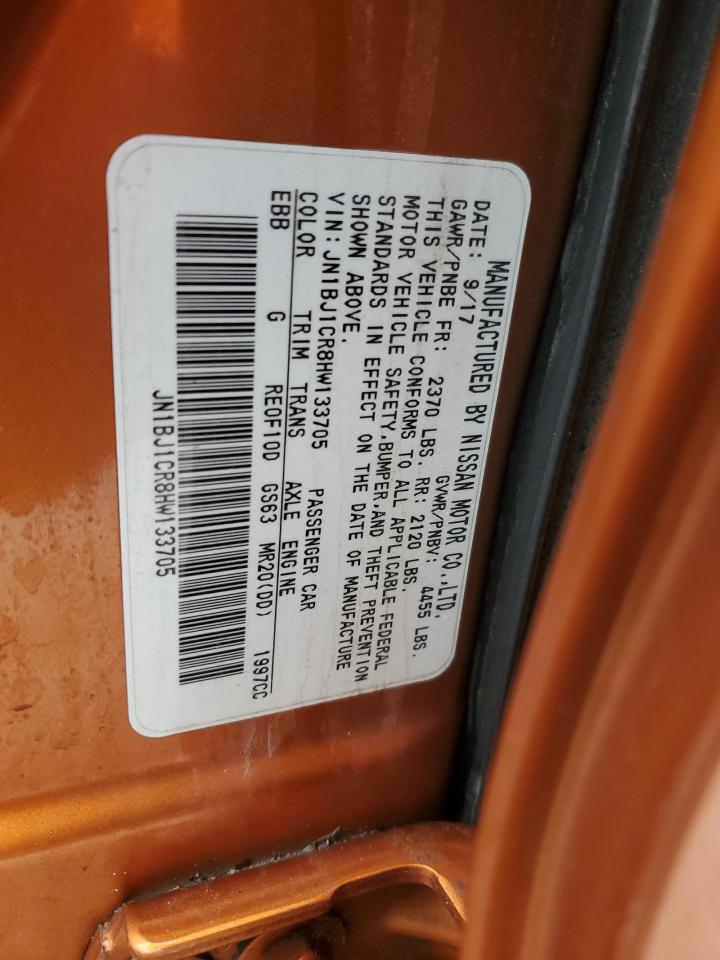 MANUFACTURED BY NISSAN MOTOR CO.,LTD.
DATE: 9/17 GVWR/PNBV: 4455 LBS.
GAWR/PNBE FR: 2370 LBS. RR: 2120 LBS.
THIS VEHICLE CONFORMS TO ALL APPLICABLE FEDERAL
MOTOR VEHICLE SAFETY,BUMPER,AND THEFT PREVENTION
STANDARDS IN EFFECT ON THE DATE OF MANUFACTURE
SHOWN ABOVE.
VIN: JN1BJ1CR8HW133705 PASSENGER CAR
COLOR TRIM TRANS AXLE ENGINE
EBB G RE0F10D GS63 MR20(DD) 1997CC
JN1BJ1CR8HW133705